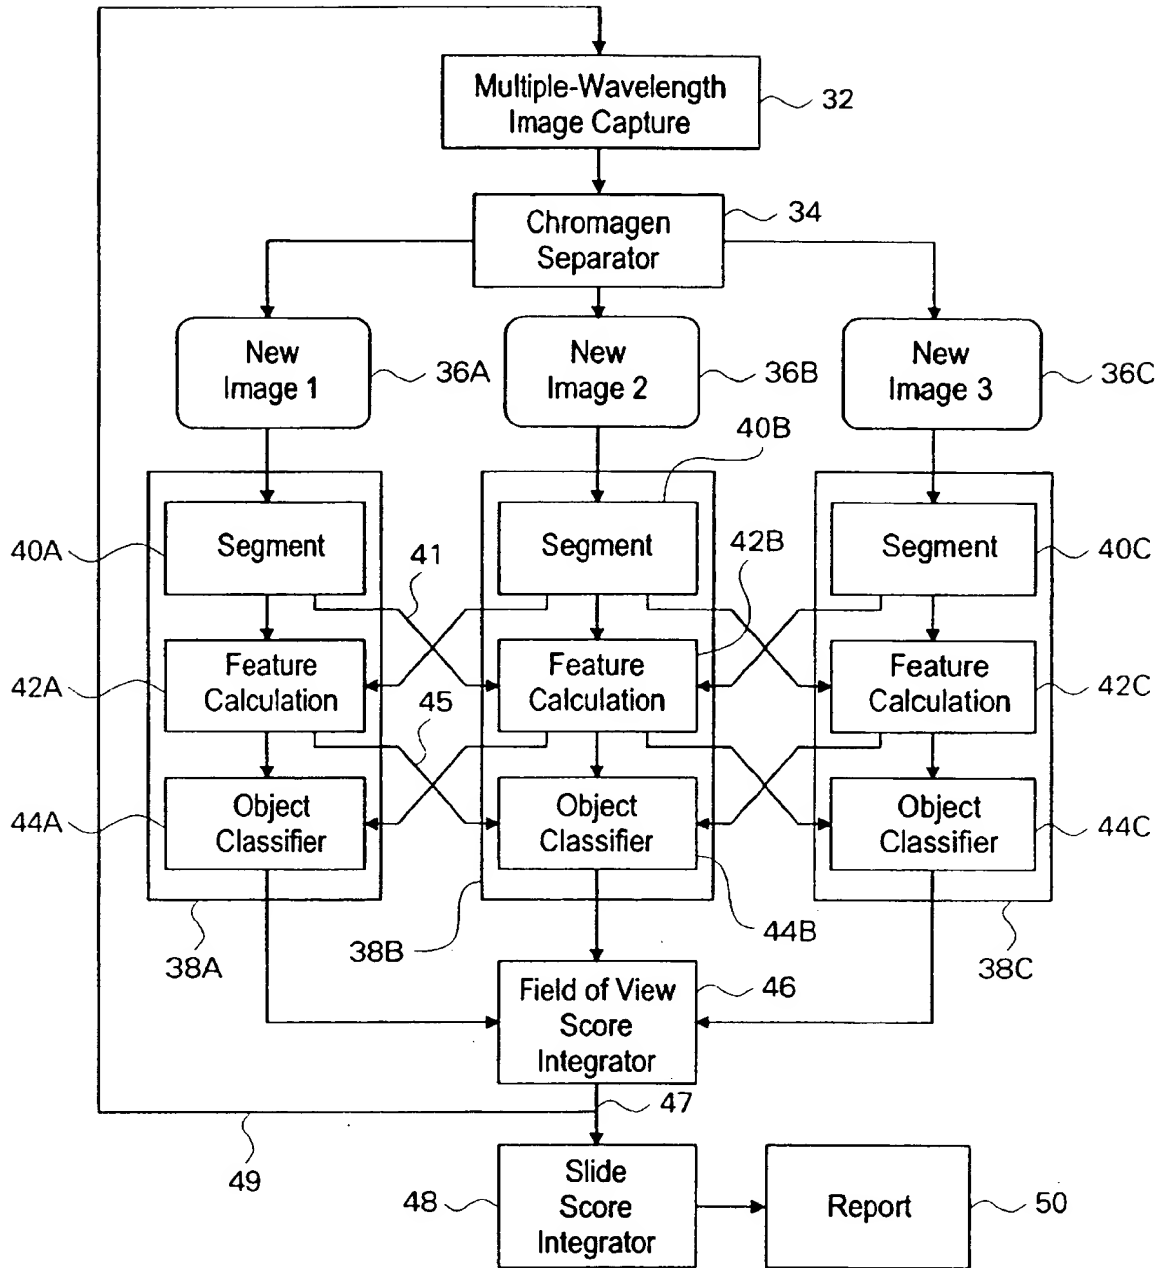 Multiple-Wavelength
Image Capture
32
Chromagen
Separator
34
New
Image 1
36A
New
Image 2
36B
New
Image 3
36C
40B
40A
Segment
41
Segment
42B
Segment
40C
42A
Feature
Calculation
45
Feature
Calculation
Feature
Calculation
42C
44A
Object
Classifier
Object
Classifier
Object
Classifier
44C
38A
38B
44B
38C
Field of View
Score
Integrator
46
47
49
48
Slide
Score
Integrator
Report
50